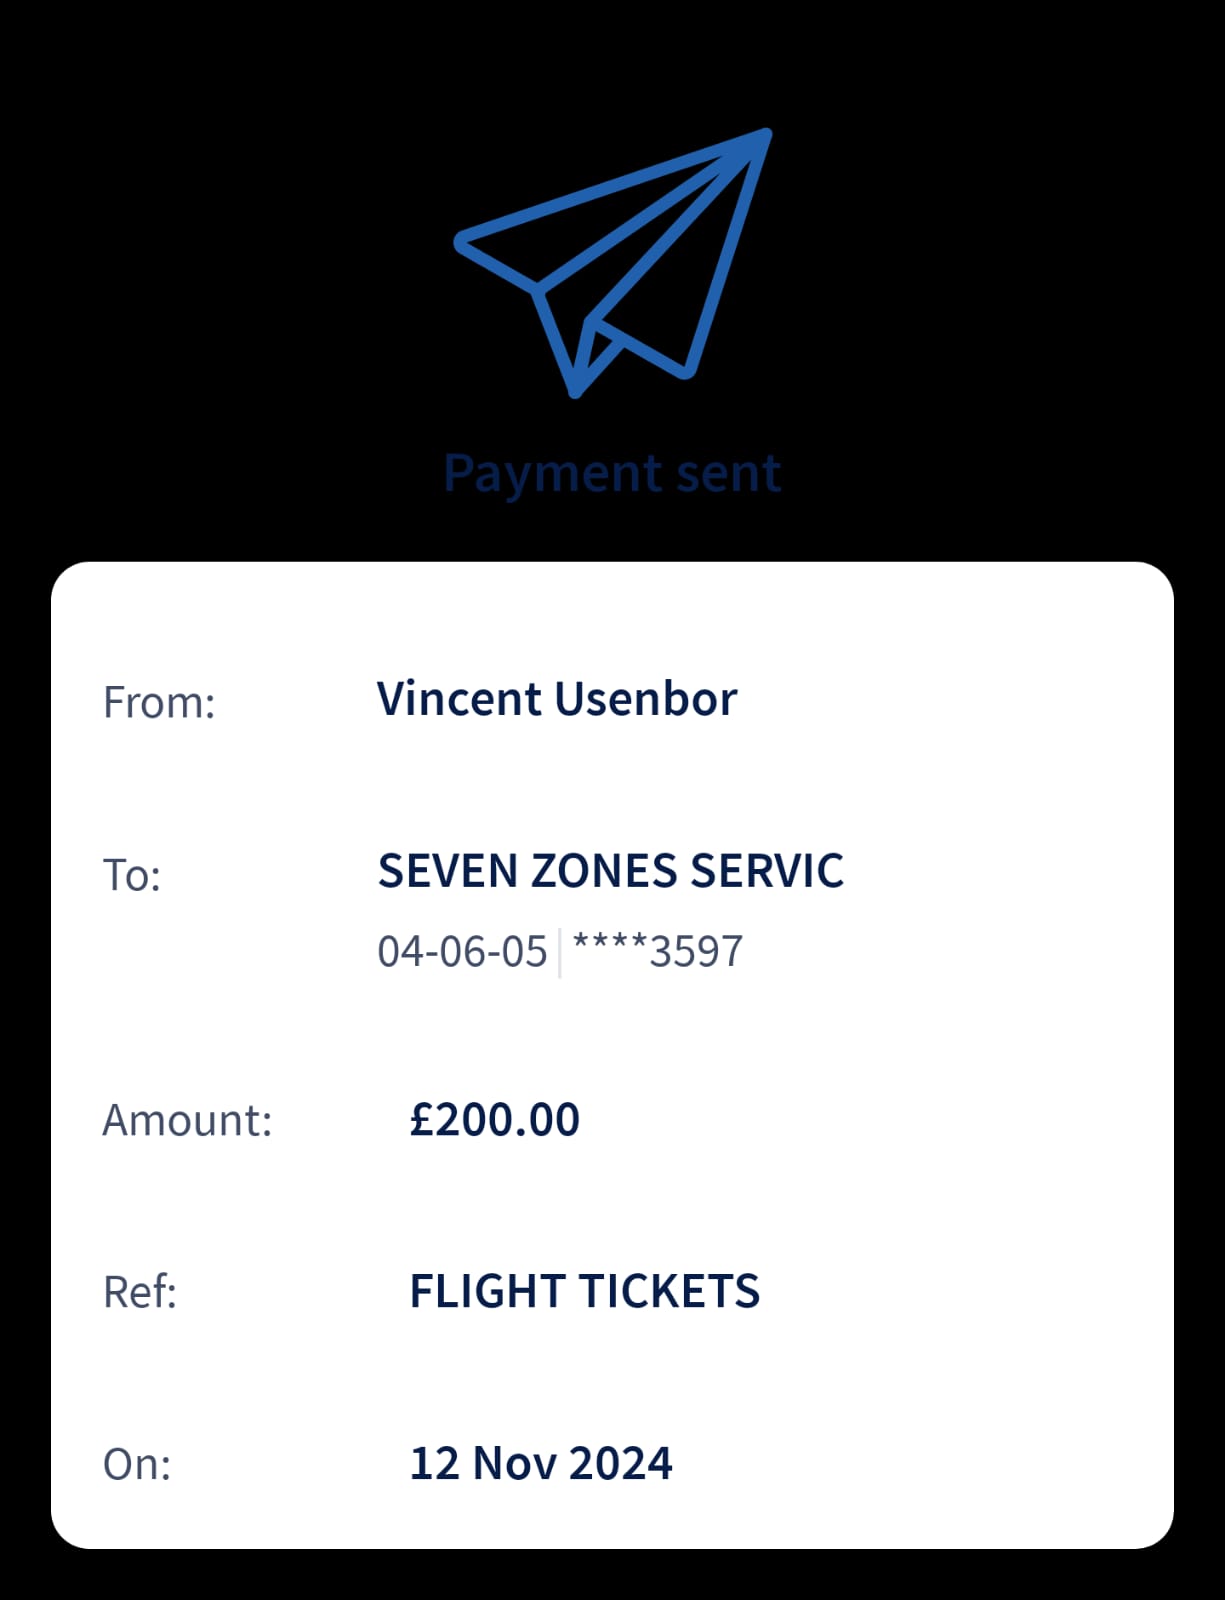 Payment sent
From: Vincent Usenbor
To: SEVEN ZONES SERVIC
04-06-05 ****3597
Amount: £200.00
Ref: FLIGHT TICKETS
On: 12 Nov 2024